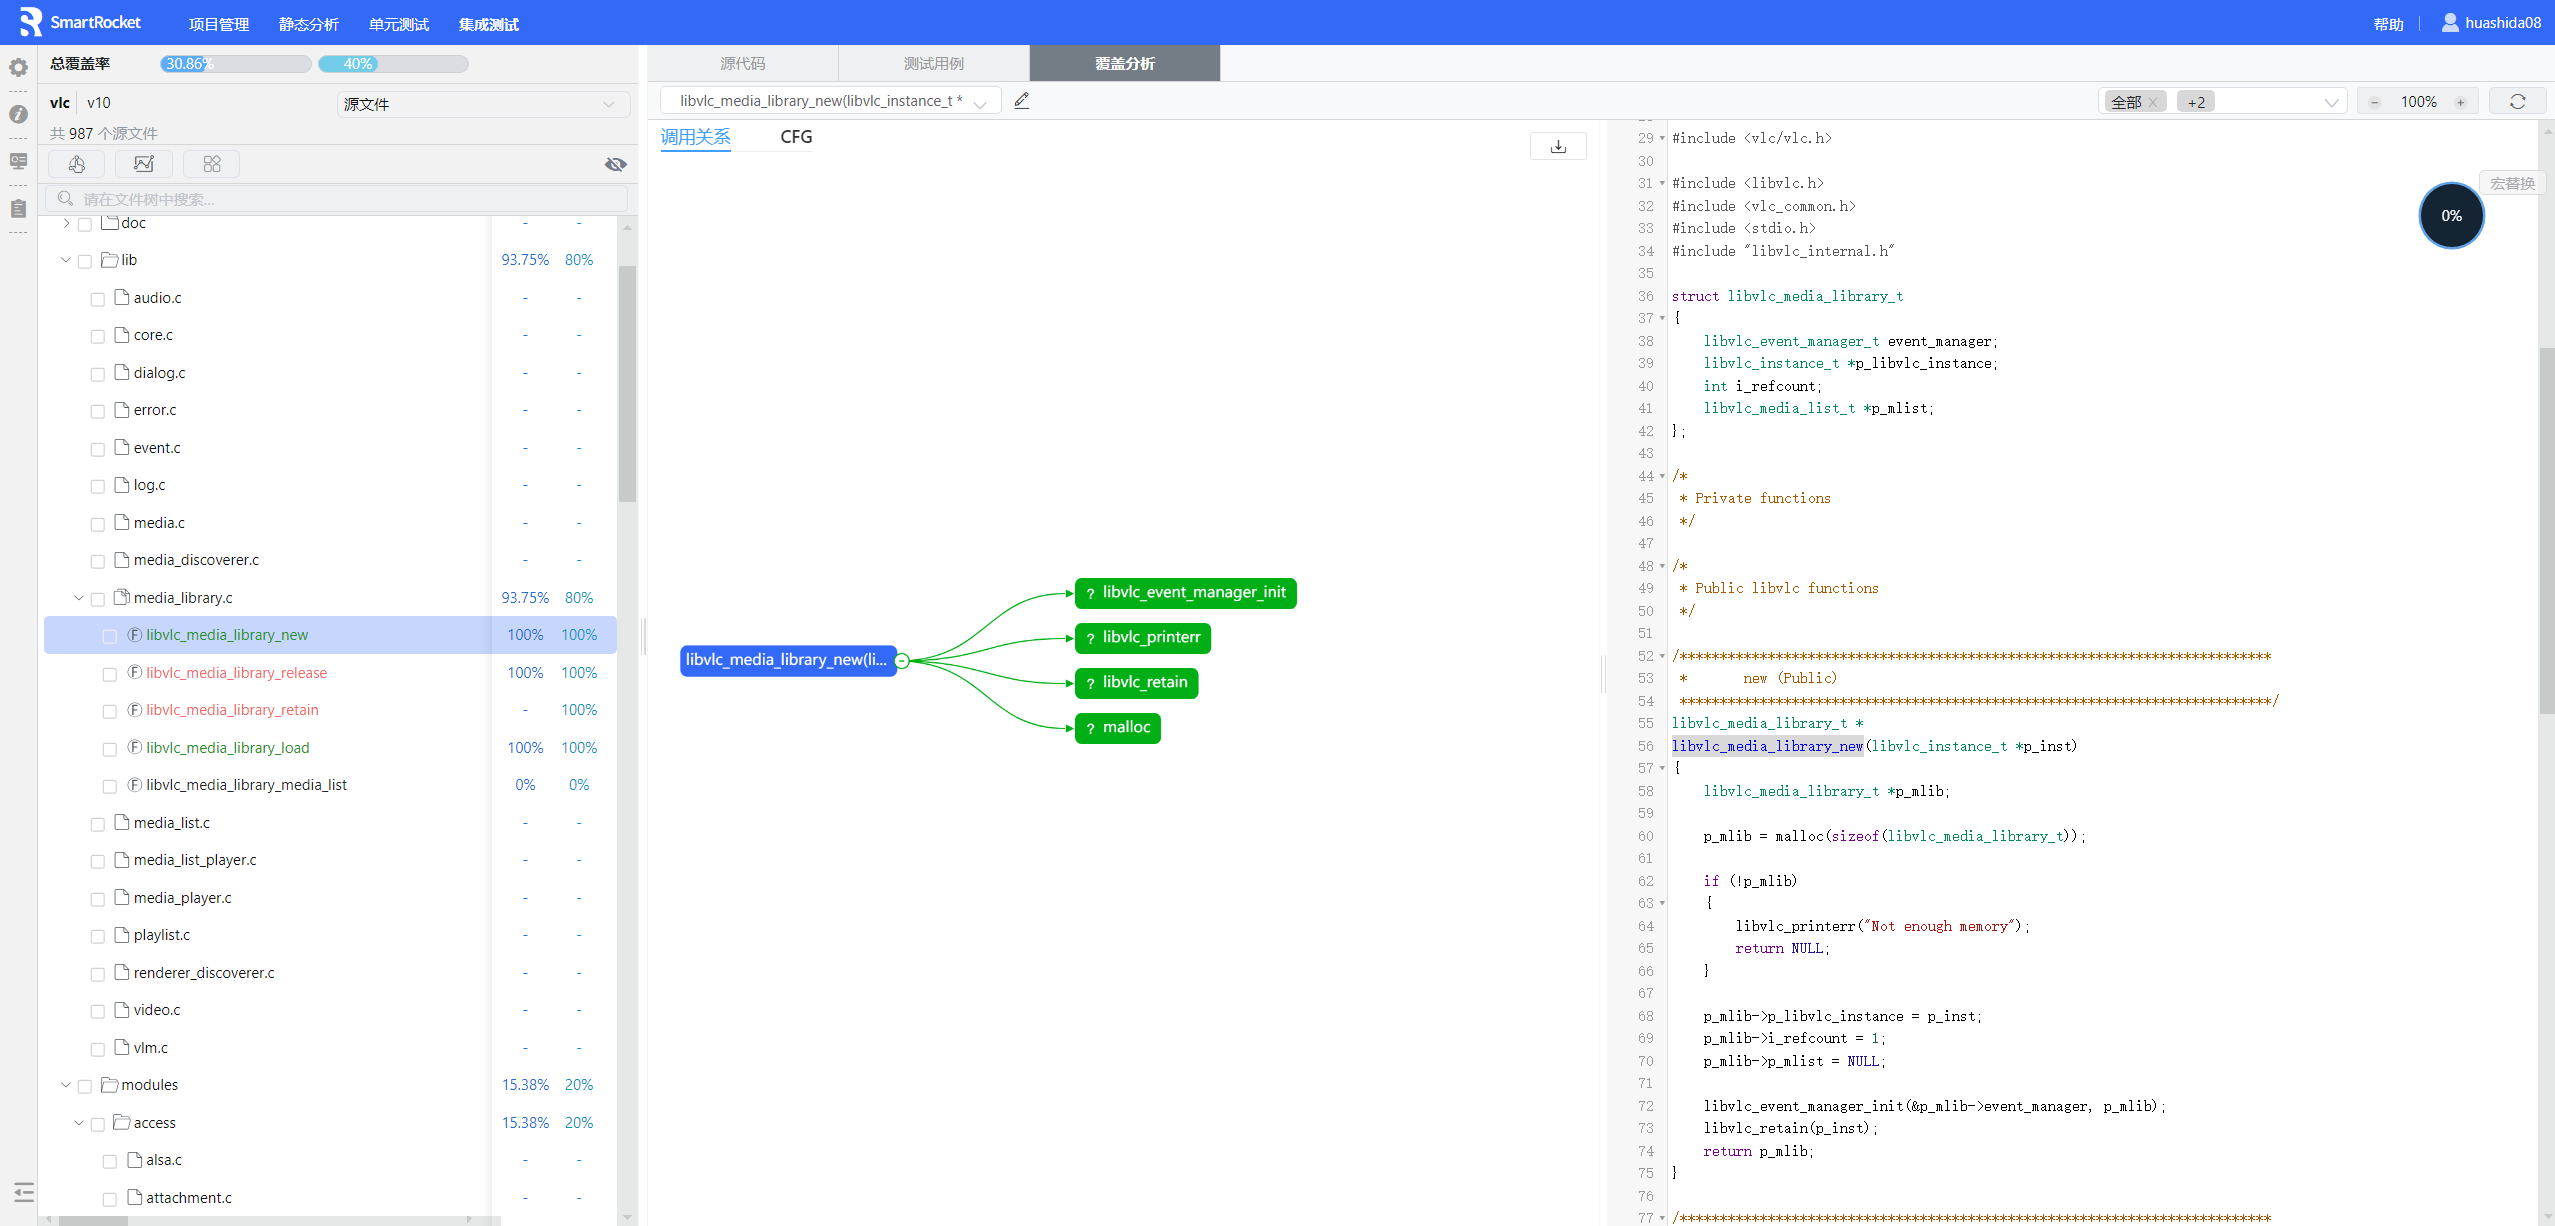 SmartRocket 项目管理 静态分析 单元测试 集成测试 帮助 huashida08
总覆盖率 30.86% 40%
源代码 测试用例 覆盖分析
vlc v10 源文件
libvlc_media_library_new(libvlc_instance_t *
全部 +2 100%
共 987 个源文件
请在文件树中搜索...
doc - -
lib 93.75% 80%
audio.c - -
core.c - -
dialog.c - -
error.c - -
event.c - -
log.c - -
media.c - -
media_discoverer.c - -
media_library.c 93.75% 80%
F libvlc_media_library_new 100% 100%
F libvlc_media_library_release 100% 100%
F libvlc_media_library_retain - 100%
F libvlc_media_library_load 100% 100%
F libvlc_media_library_media_list 0% 0%
media_list.c - -
media_list_player.c - -
media_player.c - -
playlist.c - -
renderer_discoverer.c - -
video.c - -
vlm.c - -
modules 15.38% 20%
access 15.38% 20%
alsa.c - -
attachment.c - -
调用关系 CFG
libvlc_media_library_new(li...
? libvlc_event_manager_init
? libvlc_printerr
? libvlc_retain
? malloc
宏替换
0%
29 #include <vlc/vlc.h>
30
31 #include <libvlc.h>
32 #include <vlc_common.h>
33 #include <stdio.h>
34 #include "libvlc_internal.h"
35
36 struct libvlc_media_library_t
37 {
38 libvlc_event_manager_t event_manager;
39 libvlc_instance_t *p_libvlc_instance;
40 int i_refcount;
41 libvlc_media_list_t *p_mlist;
42 };
43
44 /*
45 * Private functions
46 */
47
48 /*
49 * Public libvlc functions
50 */
51
52 /**************************************************************************
53 * new (Public)
54 **************************************************************************/
55 libvlc_media_library_t *
56 libvlc_media_library_new(libvlc_instance_t *p_inst)
57 {
58 libvlc_media_library_t *p_mlib;
59
60 p_mlib = malloc(sizeof(libvlc_media_library_t));
61
62 if (!p_mlib)
63 {
64 libvlc_printerr("Not enough memory");
65 return NULL;
66 }
67
68 p_mlib->p_libvlc_instance = p_inst;
69 p_mlib->i_refcount = 1;
70 p_mlib->p_mlist = NULL;
71
72 libvlc_event_manager_init(&p_mlib->event_manager, p_mlib);
73 libvlc_retain(p_inst);
74 return p_mlib;
75 }
76
77 /**************************************************************************